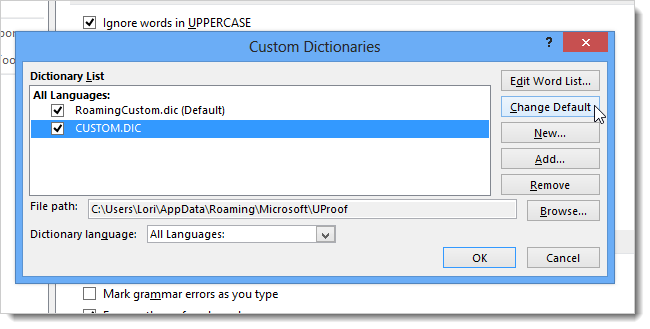 Ignore words in UPPERCASE
Custom Dictionaries
?
Dictionary List
All Languages:
RoamingCustom.dic (Default)
CUSTOM.DIC
Edit Word List...
Change Default
New...
Add...
Remove
File path: C:\Users\Lori\AppData\Roaming\Microsoft\UProof
Browse...
Dictionary language: All Languages:
OK Cancel
Mark grammar errors as you type